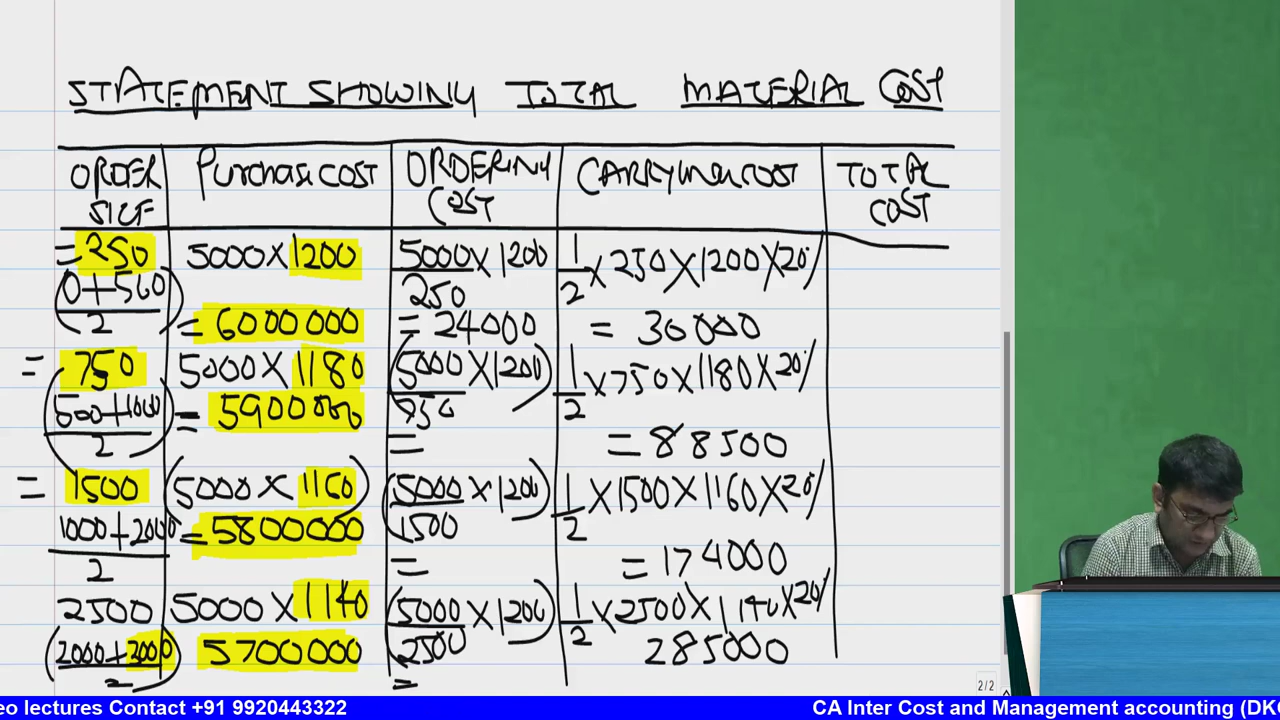 STATEMENT SHOWING TOTAL MATERIAL COST
ORDER SIZE | Purchase COST | ORDERING COST | CARRYING COST | TOTAL COST
= 250 | 5000 × 1200 | 5000/250 × 1200 | 1/2 × 250 × 1200 × 20%
(0+500)/2 | = 6000000 | = 24000 | = 30000
= 750 | 5000 × 1180 | (5000/750 × 1200) | 1/2 × 750 × 1180 × 20%
(500+1000)/2 | = 5900000 | = | = 88500
= 1500 | (5000 × 1160) | (5000/1500 × 1200) | 1/2 × 1500 × 1160 × 20%
1000+2000/2 | = 5800000 | = | = 174000
2500 | 5000 × 1140 | (5000/2500 × 1200) | 1/2 × 2500 × 1140 × 20%
(2000+3000)/2 | 5700000 | = | 285000
2/2
eo lectures Contact +91 9920443322
CA Inter Cost and Management accounting (DK